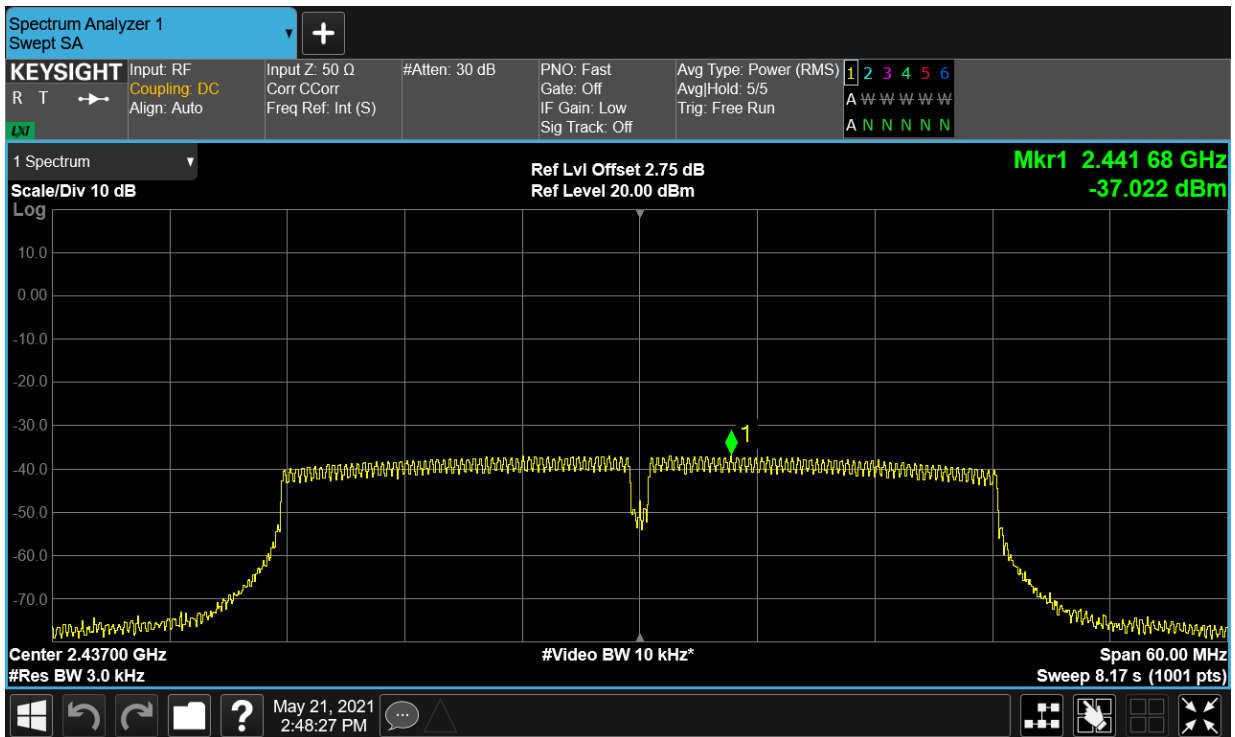 Spectrum Analyzer 1
Swept SA
+
KEYSIGHT
R T
LXI
Input: RF
Coupling: DC
Align: Auto
Input Z: 50 Ω
Corr CCorr
Freq Ref: Int (S)
#Atten: 30 dB
PNO: Fast
Gate: Off
IF Gain: Low
Sig Track: Off
Avg Type: Power (RMS)
Avg|Hold: 5/5
Trig: Free Run
1 2 3 4 5 6
A W W W W W
A N N N N N
1 Spectrum
Scale/Div 10 dB
Log
Ref Lvl Offset 2.75 dB
Ref Level 20.00 dBm
Mkr1 2.441 68 GHz
-37.022 dBm
10.0
0.00
-10.0
-20.0
-30.0
-40.0
-50.0
-60.0
-70.0
1
Center 2.43700 GHz
#Res BW 3.0 kHz
#Video BW 10 kHz*
Span 60.00 MHz
Sweep 8.17 s (1001 pts)
?
May 21, 2021
2:48:27 PM